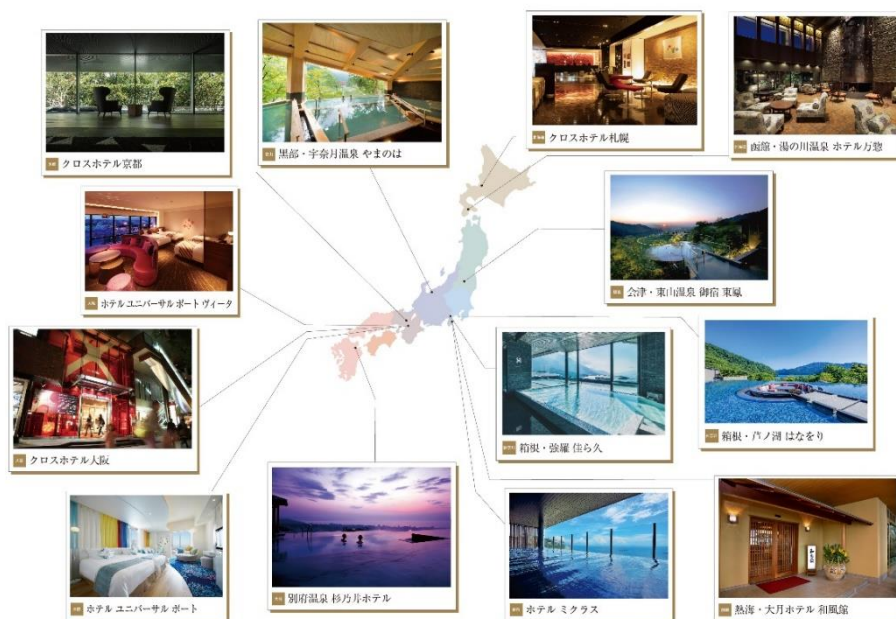 クロスホテル京都
黒部・宇奈月温泉 やまのは
クロスホテル札幌
函館・湯の川温泉 ホテル万惣
ホテル ユニバーサル ポート ヴィータ
会津・東山温泉 御宿 東鳳
クロスホテル大阪
箱根・強羅 佳ら久
箱根・芦ノ湖 はなをり
ホテル ユニバーサル ポート
別府温泉 杉乃井ホテル
ホテル ミクラス
熱海・大月ホテル 和風館